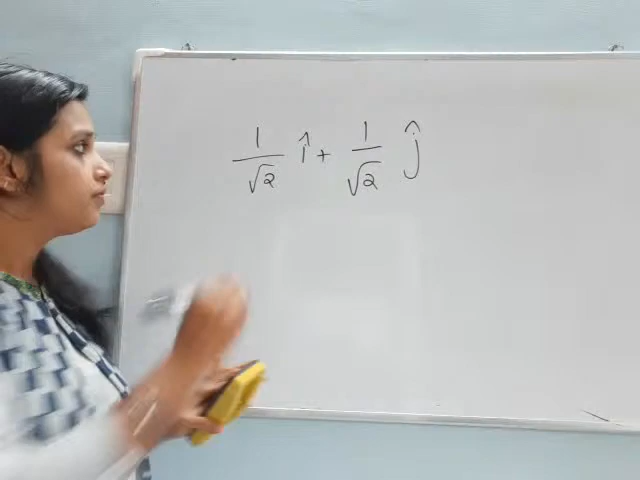 1/√2 î + 1/√2 ĵ